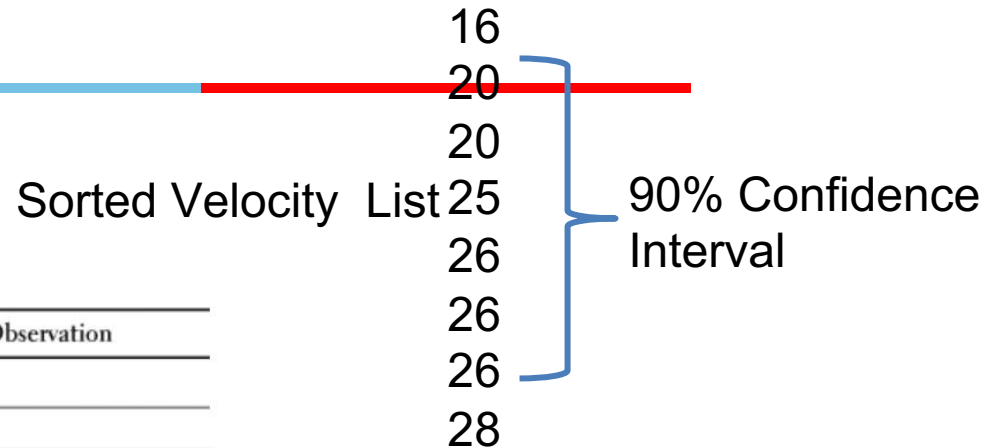 16
20
20
Sorted Velocity List 25
90% Confidence
Interval
26
26
26
28
Observation